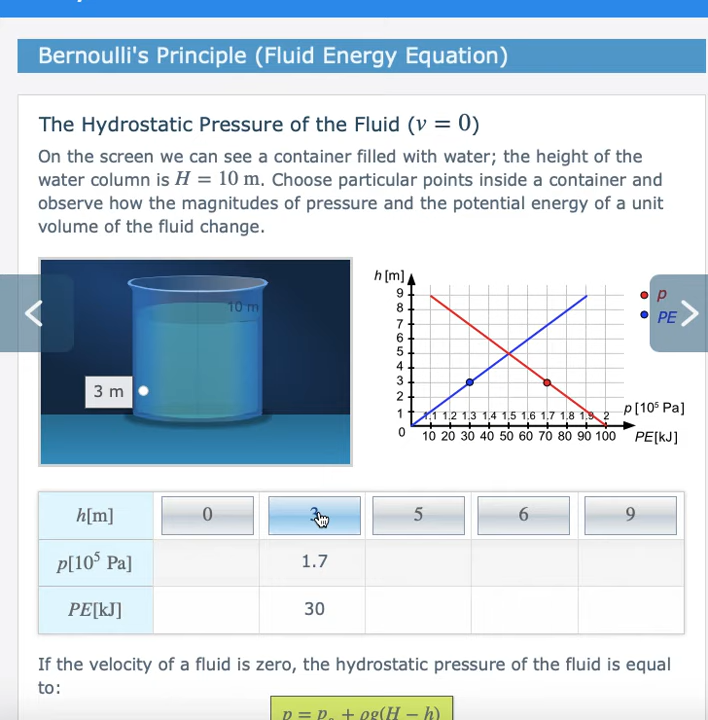 Bernoulli's Principle (Fluid Energy Equation)
The Hydrostatic Pressure of the Fluid (v = 0)
On the screen we can see a container filled with water; the height of the
water column is H = 10 m. Choose particular points inside a container and
observe how the magnitudes of pressure and the potential energy of a unit
volume of the fluid change.
10 m
3 m
h [m]
9
8
7
6
5
4
3
2
1
0
1.1 1.2 1.3 1.4 1.5 1.6 1.7 1.8 1.9 2
p [10⁵ Pa]
10 20 30 40 50 60 70 80 90 100
PE[kJ]
p
PE
h[m] 0 3 5 6 9
p[10⁵ Pa] 1.7
PE[kJ] 30
If the velocity of a fluid is zero, the hydrostatic pressure of the fluid is equal
to: